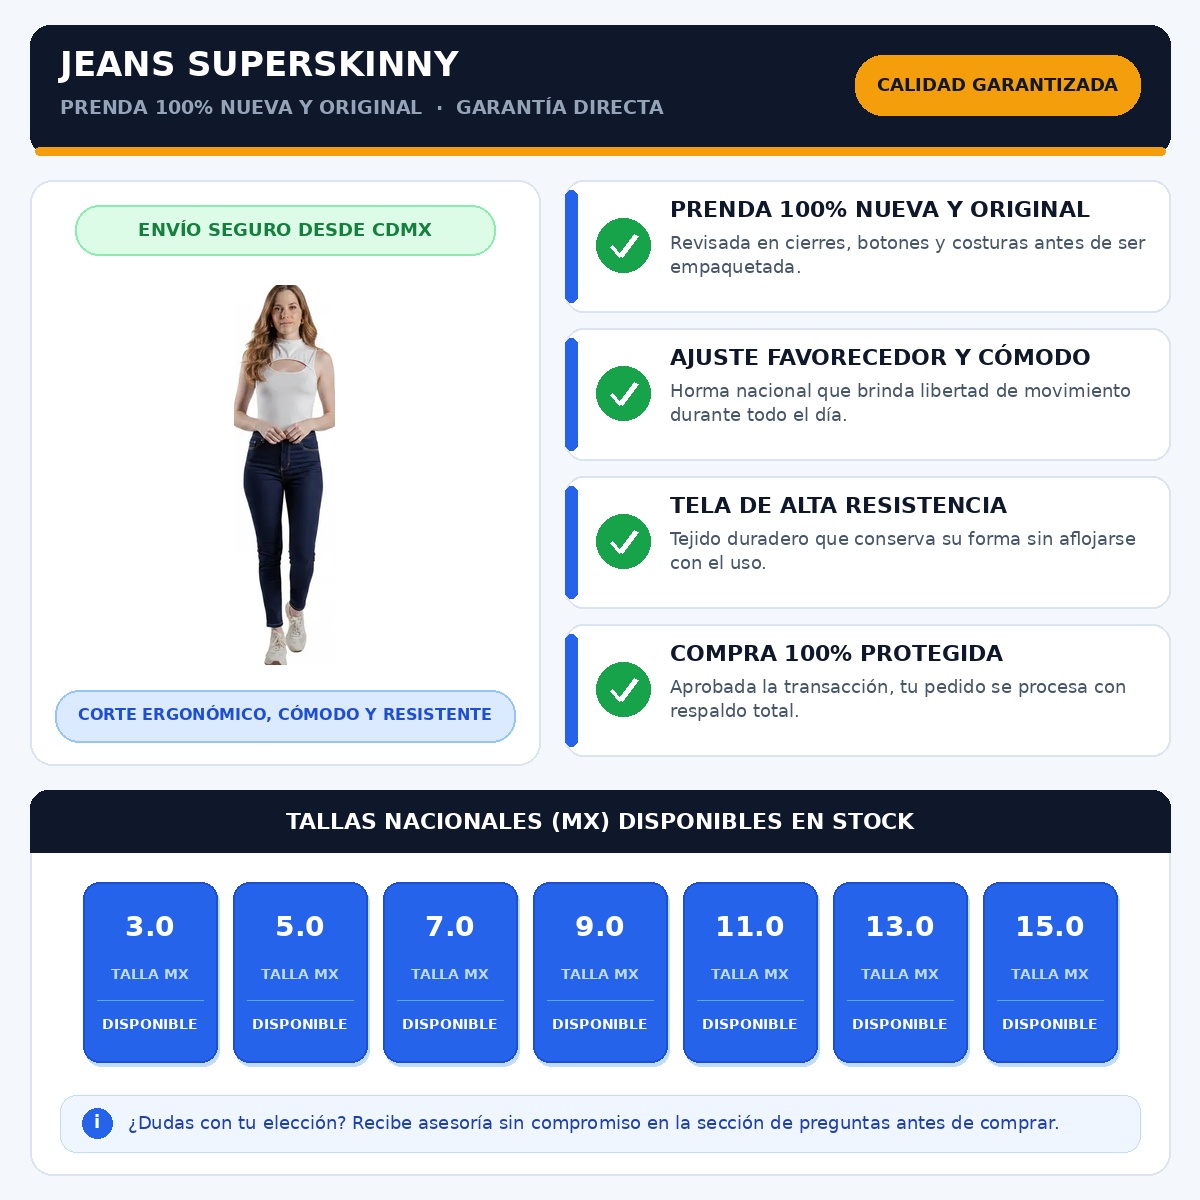 JEANS SUPERSKINNY
PRENDA 100% NUEVA Y ORIGINAL · GARANTÍA DIRECTA
CALIDAD GARANTIZADA
ENVÍO SEGURO DESDE CDMX
CORTE ERGONÓMICO, CÓMODO Y RESISTENTE
PRENDA 100% NUEVA Y ORIGINAL
Revisada en cierres, botones y costuras antes de ser
empaquetada.
AJUSTE FAVORECEDOR Y CÓMODO
Horma nacional que brinda libertad de movimiento
durante todo el día.
TELA DE ALTA RESISTENCIA
Tejido duradero que conserva su forma sin aflojarse
con el uso.
COMPRA 100% PROTEGIDA
Aprobada la transacción, tu pedido se procesa con
respaldo total.
TALLAS NACIONALES (MX) DISPONIBLES EN STOCK
3.0 5.0 7.0 9.0 11.0 13.0 15.0
TALLA MX TALLA MX TALLA MX TALLA MX TALLA MX TALLA MX TALLA MX
DISPONIBLE DISPONIBLE DISPONIBLE DISPONIBLE DISPONIBLE DISPONIBLE DISPONIBLE
i ¿Dudas con tu elección? Recibe asesoría sin compromiso en la sección de preguntas antes de comprar.